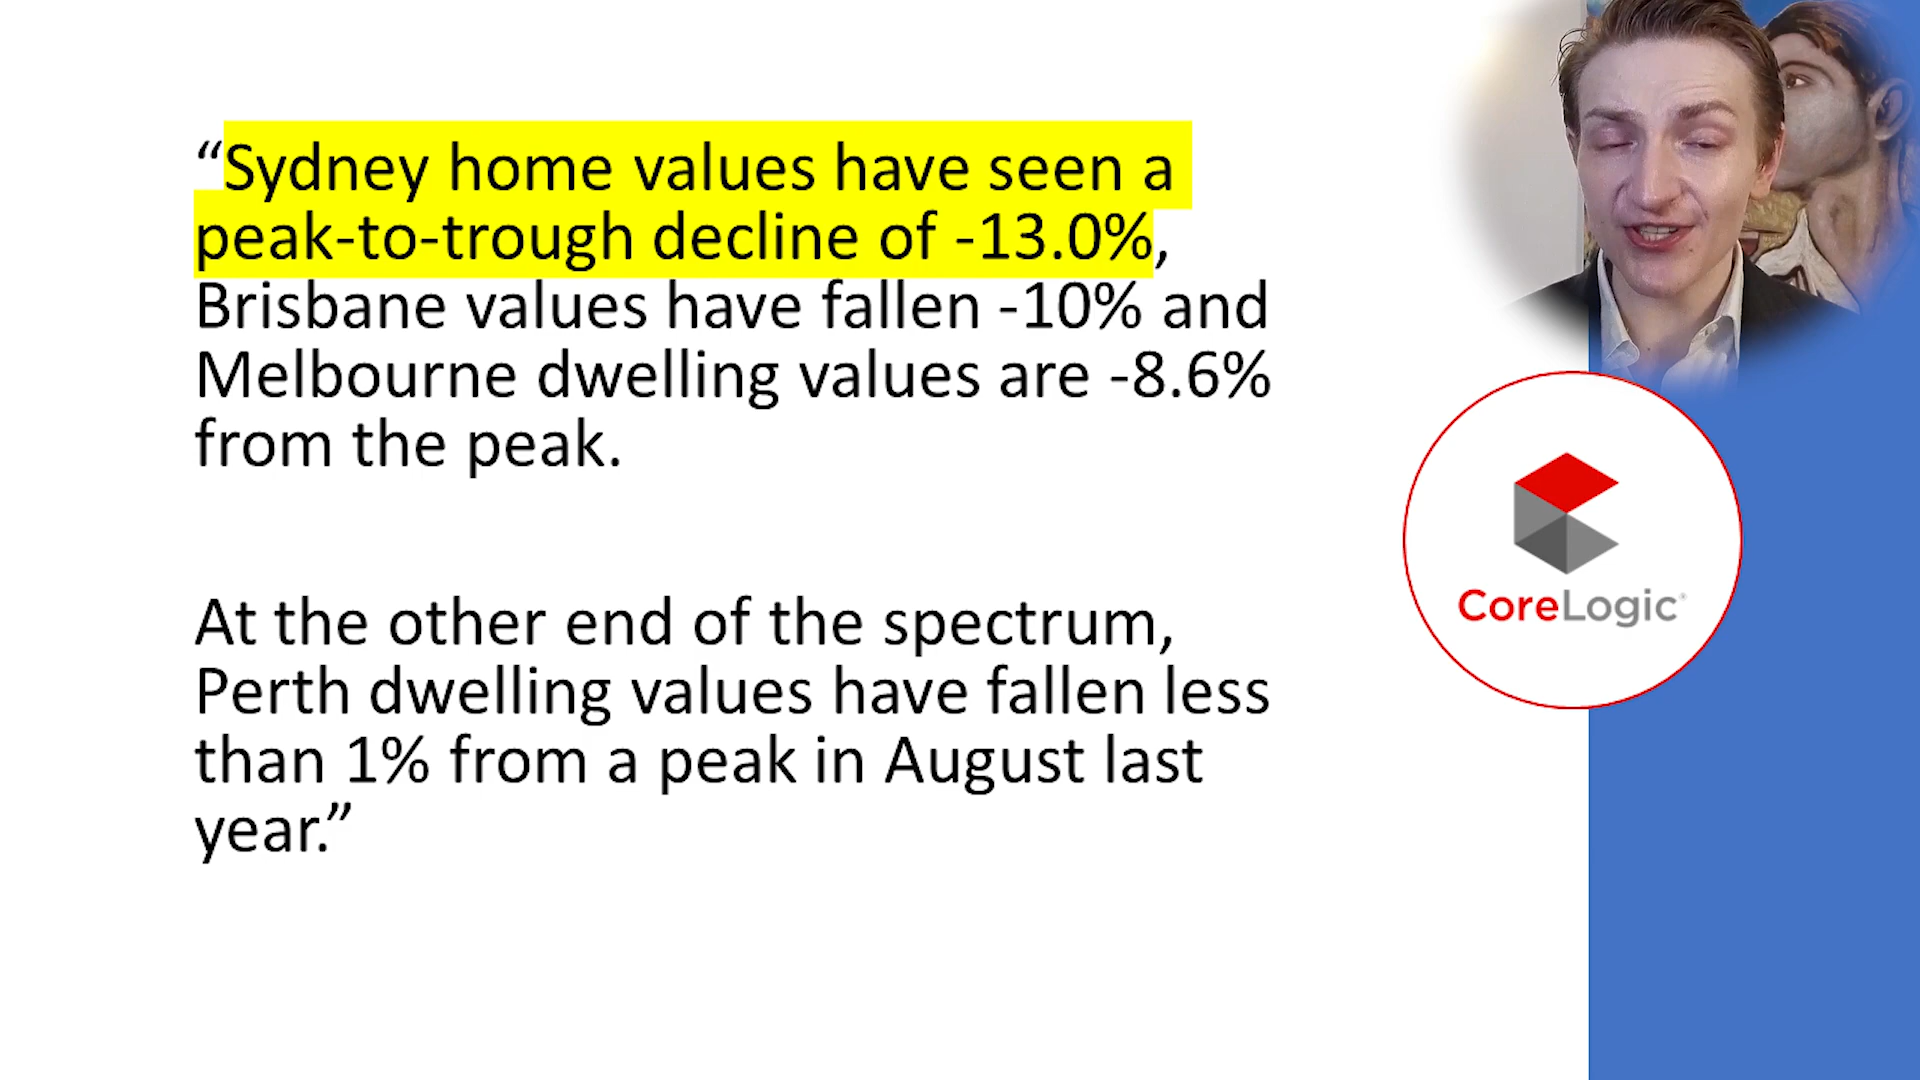 “Sydney home values have seen a
peak-to-trough decline of -13.0%,
Brisbane values have fallen -10% and
Melbourne dwelling values are -8.6%
from the peak.
At the other end of the spectrum,
Perth dwelling values have fallen less
than 1% from a peak in August last
year.”
CoreLogic